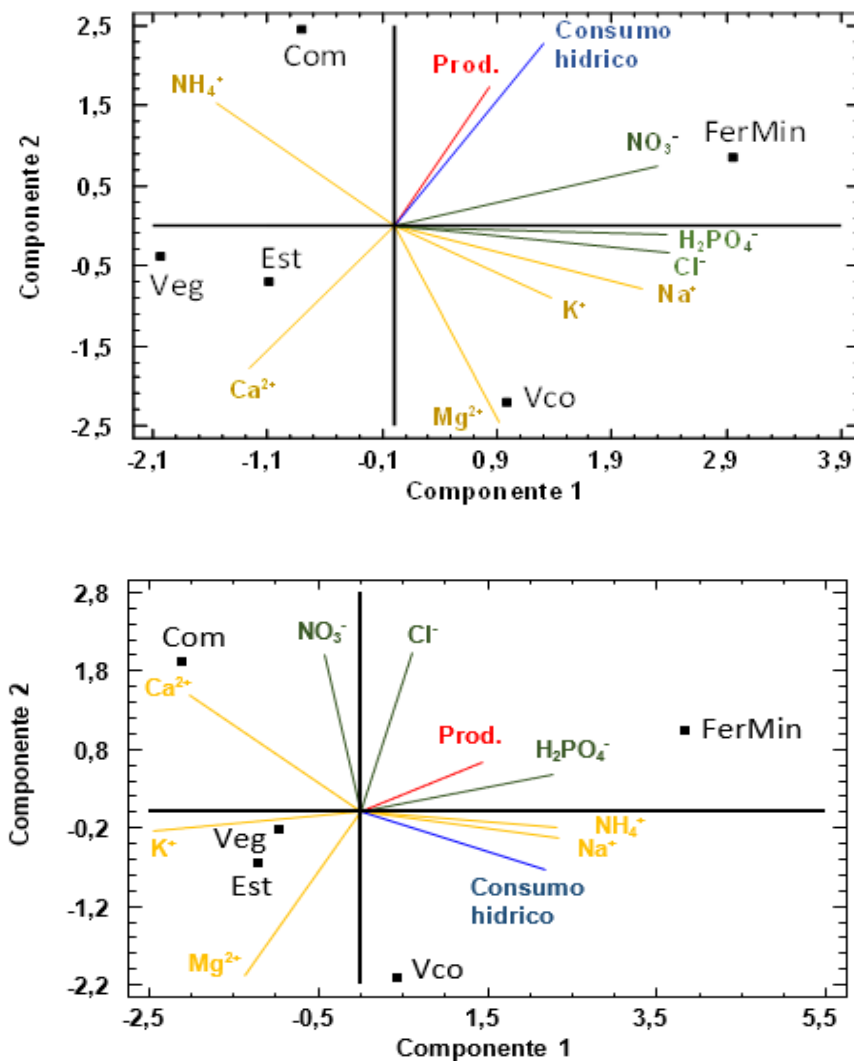 2,5
1,5
0,5
-0,5
-1,5
-2,5
Componente 2
Com
NH₄⁺
Prod.
Consumo
hidrico
NO₃⁻
FerMin
H₂PO₄⁻
Cl⁻
Na⁺
K⁺
Veg
Est
Ca²⁺
Mg²⁺
Vco
-2,1 -1,1 -0,1 0,9 1,9 2,9 3,9
Componente 1
2,8
1,8
0,8
-0,2
-1,2
-2,2
Componente 2
Com
NO₃⁻
Cl⁻
Ca²⁺
Prod.
H₂PO₄⁻
FerMin
K⁺
Veg
Est
NH₄⁺
Na⁺
Consumo
hidrico
Mg²⁺
Vco
-2,5 -0,5 1,5 3,5 5,5
Componente 1